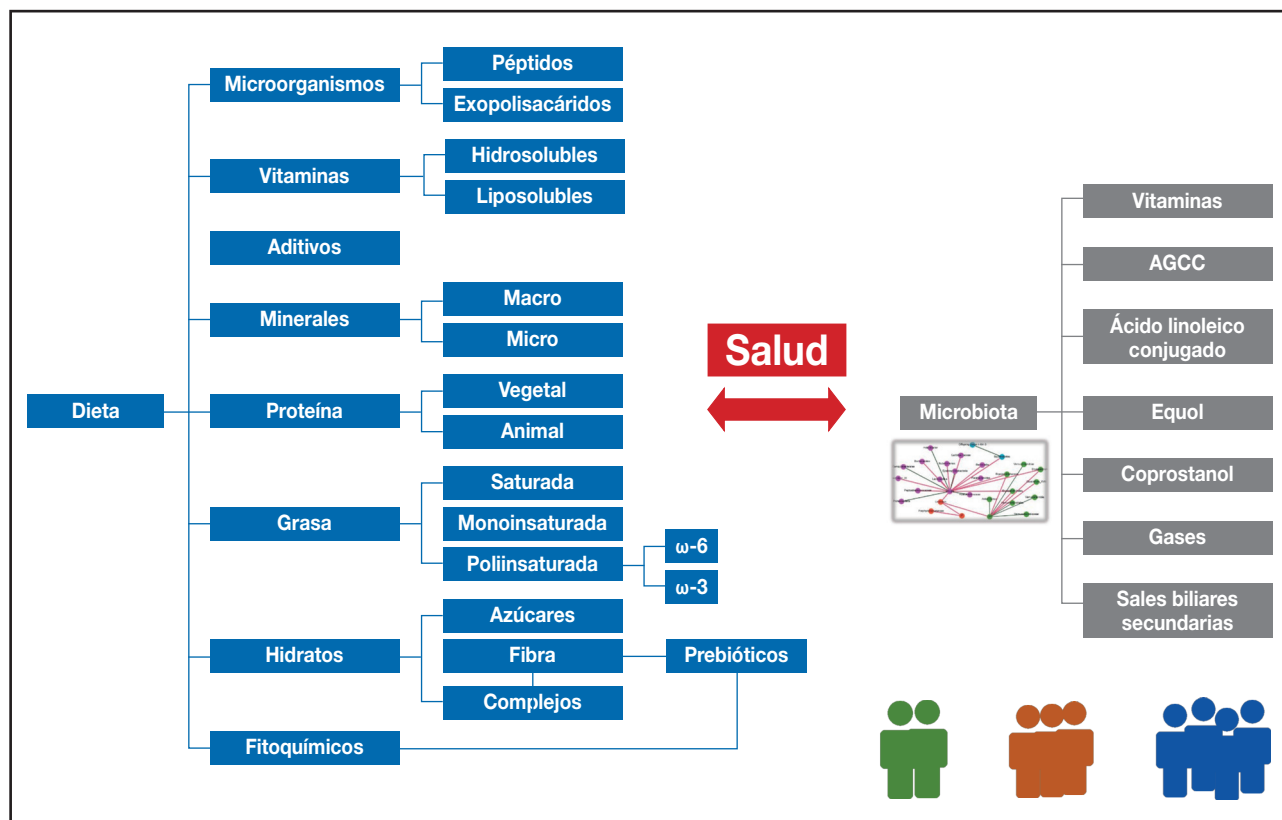 Dieta
Microorganismos
Péptidos
Exopolisacáridos
Vitaminas
Hidrosolubles
Liposolubles
Aditivos
Minerales
Macro
Micro
Proteína
Vegetal
Animal
Grasa
Saturada
Monoinsaturada
Poliinsaturada
ω-6
ω-3
Hidratos
Azúcares
Fibra
Prebióticos
Complejos
Fitoquímicos
Salud
Microbiota
Vitaminas
AGCC
Ácido linoleico
conjugado
Equol
Coprostanol
Gases
Sales biliares
secundarias